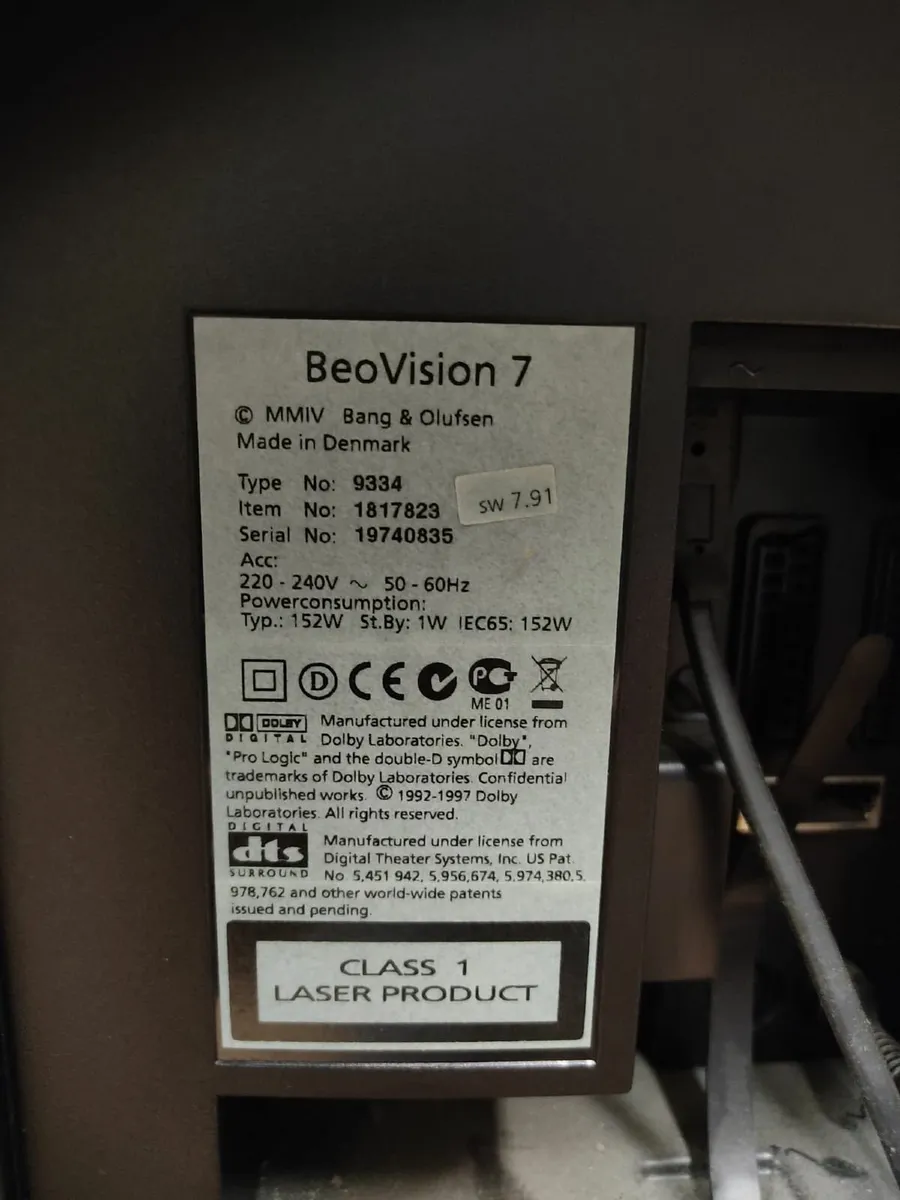 BeoVision 7
© MMIV Bang & Olufsen
Made in Denmark
Type No: 9334
sw 7.91
Item No: 1817823
Serial No: 19740835
Acc:
220 - 240V ~ 50 - 60Hz
Powerconsumption:
Typ.: 152W St.By: 1W IEC65: 152W
D CE PC
ME 01
DOLBY Manufactured under license from
DIGITAL Dolby Laboratories. "Dolby",
"Pro Logic" and the double-D symbol are
trademarks of Dolby Laboratories. Confidential
unpublished works. © 1992-1997 Dolby
Laboratories. All rights reserved.
DIGITAL
dts Manufactured under license from
Digital Theater Systems, Inc. US Pat.
SURROUND No 5,451 942, 5,956,674, 5.974,380,5.
978,762 and other world-wide patents
issued and pending.
CLASS 1
LASER PRODUCT